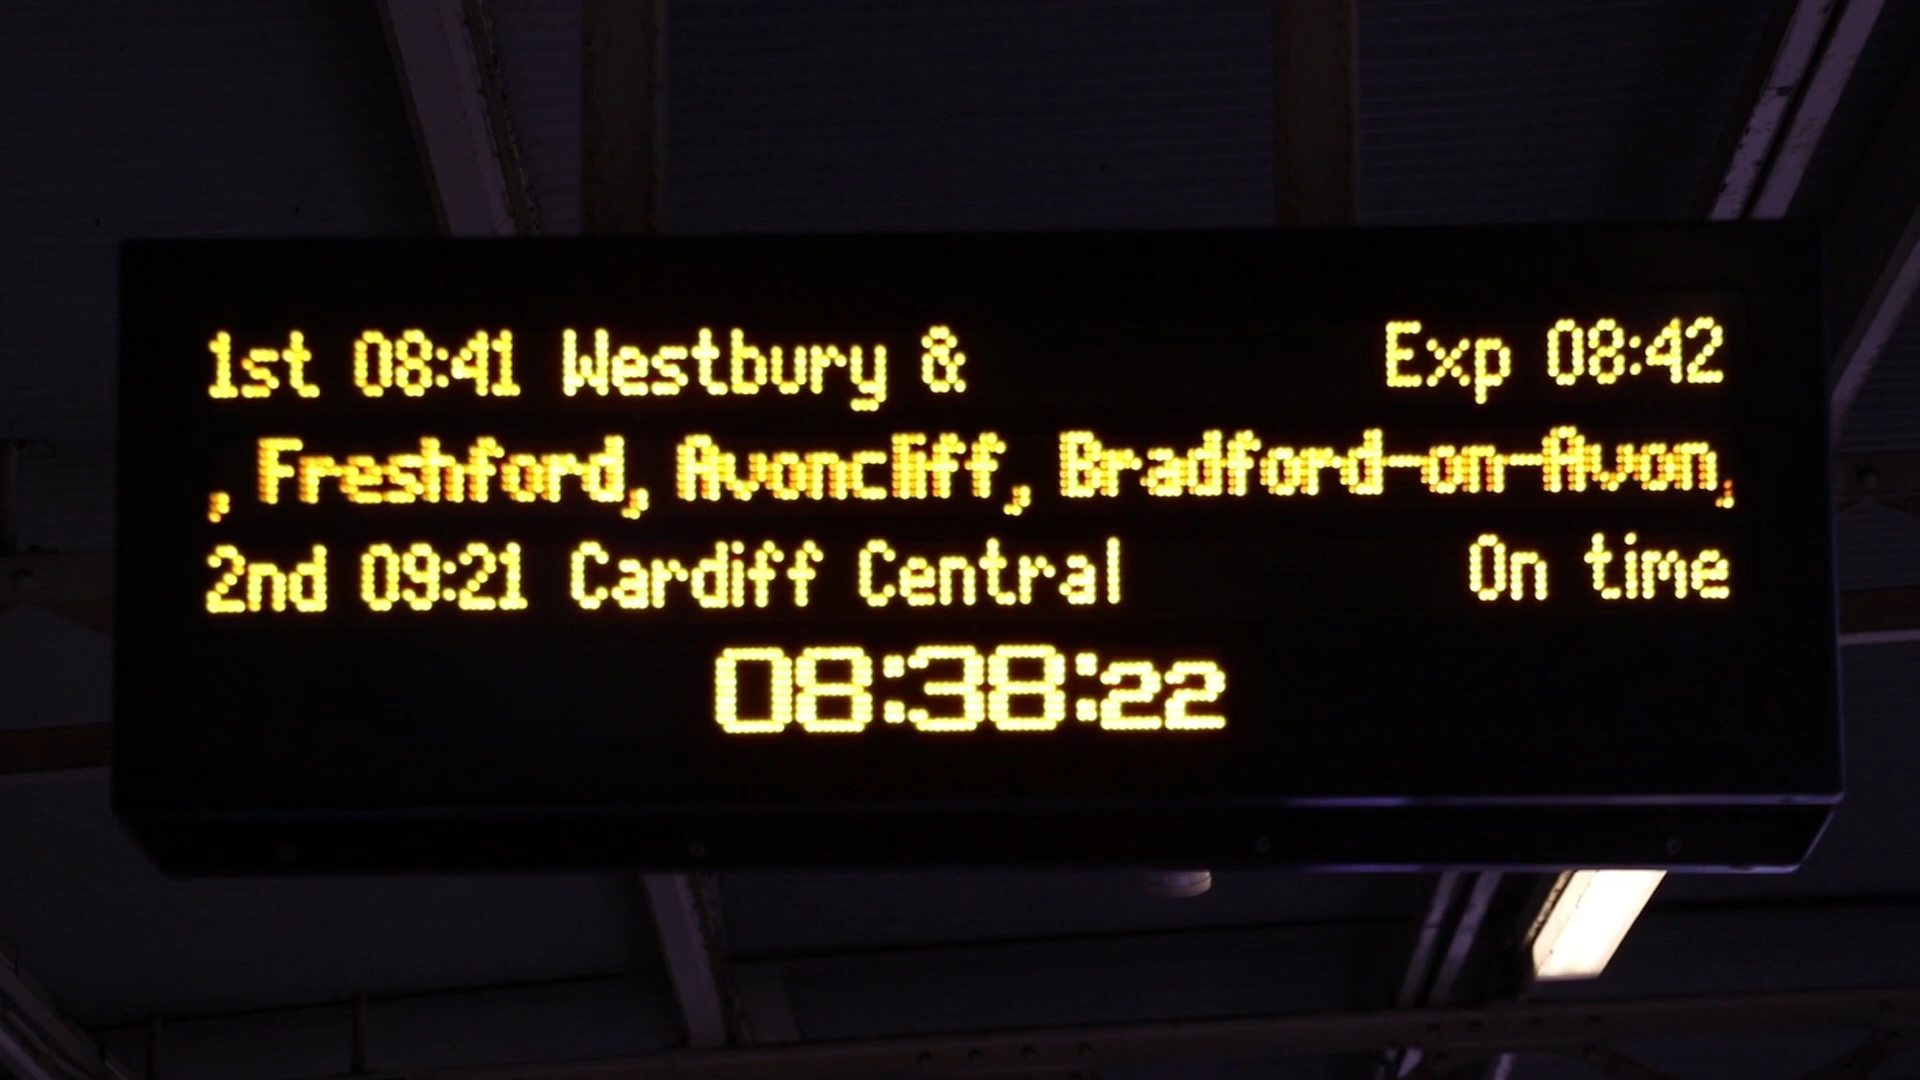 1st 08:41 Westbury & Exp 08:42
, Freshford, Avoncliff, Bradford-on-Avon,
2nd 09:21 Cardiff Central On time
08:38:22